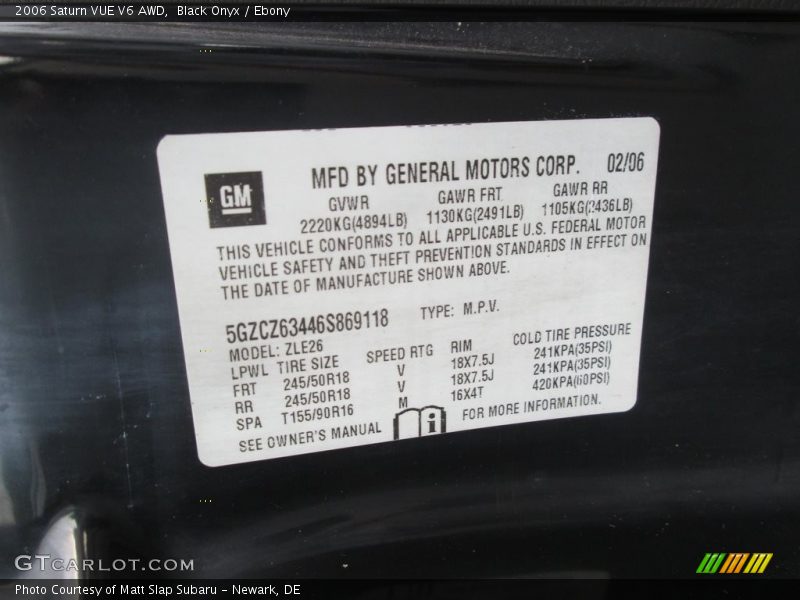 2006 Saturn VUE V6 AWD,  Black Onyx / Ebony
GM
MFD BY GENERAL MOTORS CORP. 02/06
GVWR GAWR FRT GAWR RR
2220KG(4894LB) 1130KG(2491LB) 1105KG(2436LB)
THIS VEHICLE CONFORMS TO ALL APPLICABLE U.S. FEDERAL MOTOR
VEHICLE SAFETY AND THEFT PREVENTION STANDARDS IN EFFECT ON
THE DATE OF MANUFACTURE SHOWN ABOVE.
5GZCZ63446S869118 TYPE: M.P.V.
MODEL: ZLE26
LPWL TIRE SIZE SPEED RTG RIM COLD TIRE PRESSURE
FRT 245/50R18 V 18X7.5J 241KPA(35PSI)
RR 245/50R18 V 18X7.5J 241KPA(35PSI)
SPA T155/90R16 M 16X4T 420KPA(60PSI)
SEE OWNER'S MANUAL i FOR MORE INFORMATION.
GTCARLOT.COM
Photo Courtesy of Matt Slap Subaru – Newark, DE